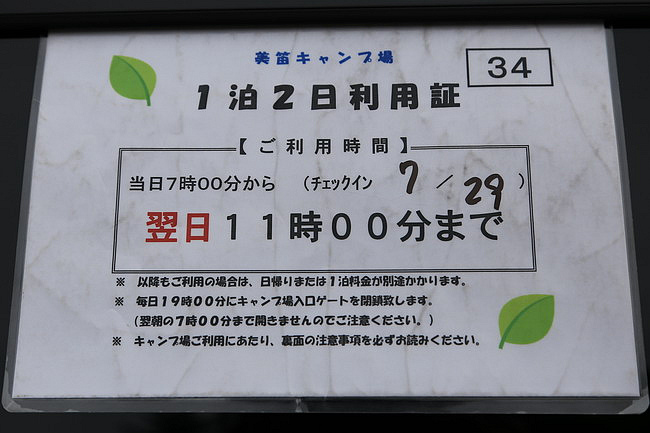 美笛キャンプ場
34
1泊2日利用証
【ご利用時間】
当日7時00分から (チェックイン 7/29)
翌日11時00分まで
※ 以降もご利用の場合は、日帰りまたは1泊料金が別途かかります。
※ 毎日19時00分にキャンプ場入口ゲートを閉鎖致します。
(翌朝の7時00分まで開きませんのでご注意ください。)
※ キャンプ場ご利用にあたり、裏面の注意事項を必ずお読みください。